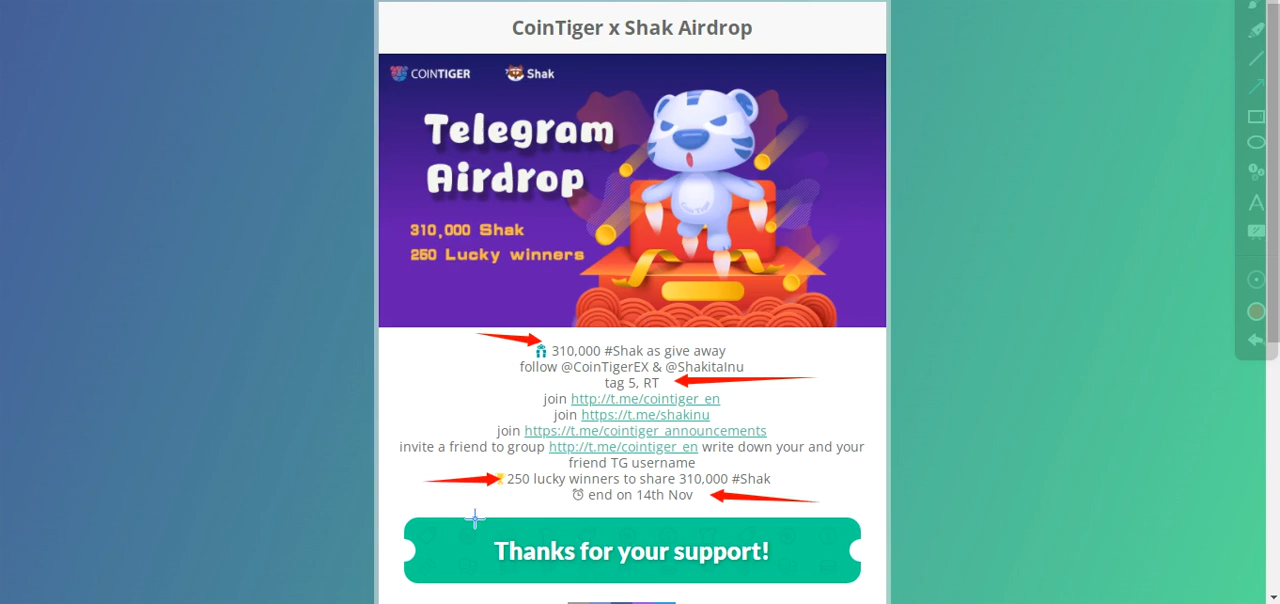 CoinTiger x Shak Airdrop
COINTIGER Shak
Telegram
Airdrop
310,000 Shak
250 Lucky winners
Coin Tiger
310,000 #Shak as give away
follow @CoinTigerEX & @ShakitaInu
tag 5, RT
join http://t.me/cointiger_en
join https://t.me/shakinu
join https://t.me/cointiger_announcements
invite a friend to group http://t.me/cointiger_en write down your and your
friend TG username
250 lucky winners to share 310,000 #Shak
end on 14th Nov
Thanks for your support!